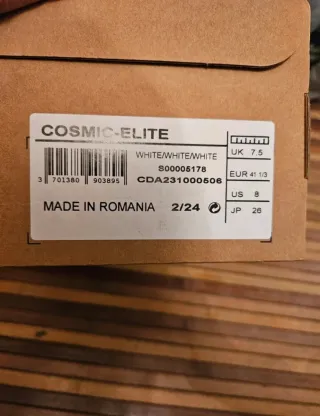 COSMIC-ELITE
WHITE/WHITE/WHITE
S00005178
CDA231000506
3 701380 903895
MADE IN ROMANIA 2/24
UK 7.5
EUR 41 1/3
US 8
JP 26